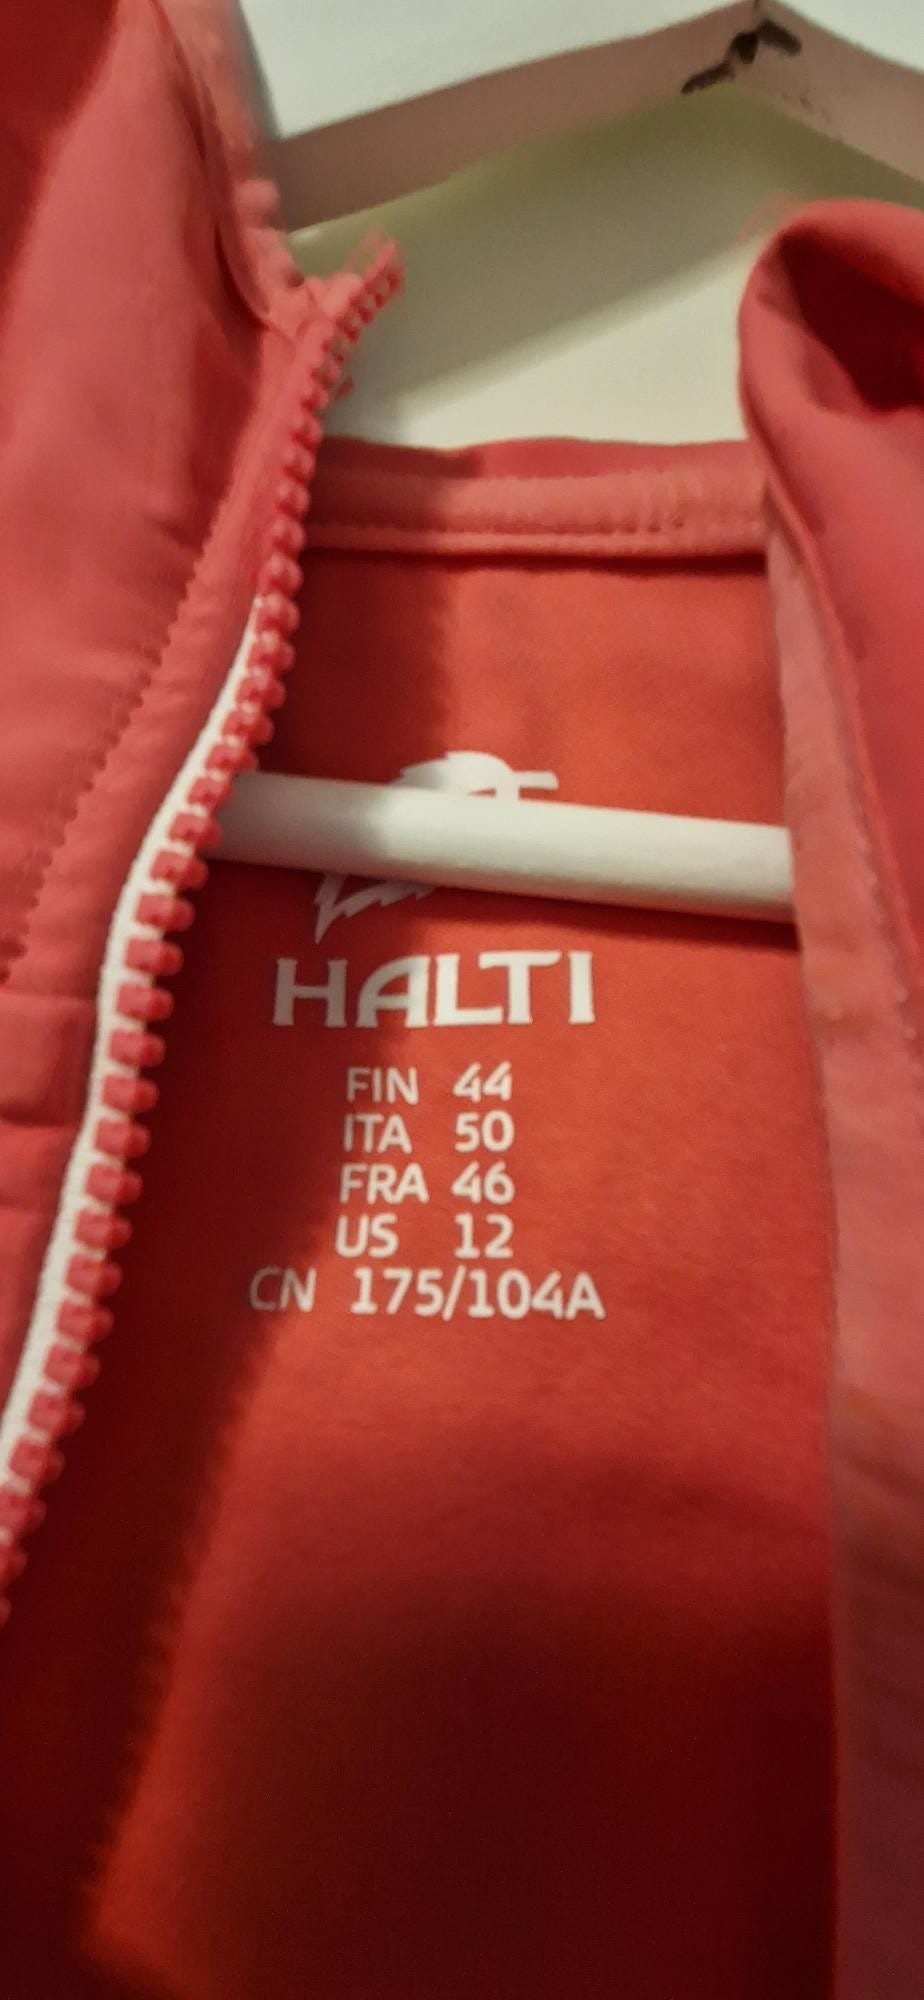 HALTI
FIN 44
ITA 50
FRA 46
US 12
CN 175/104A